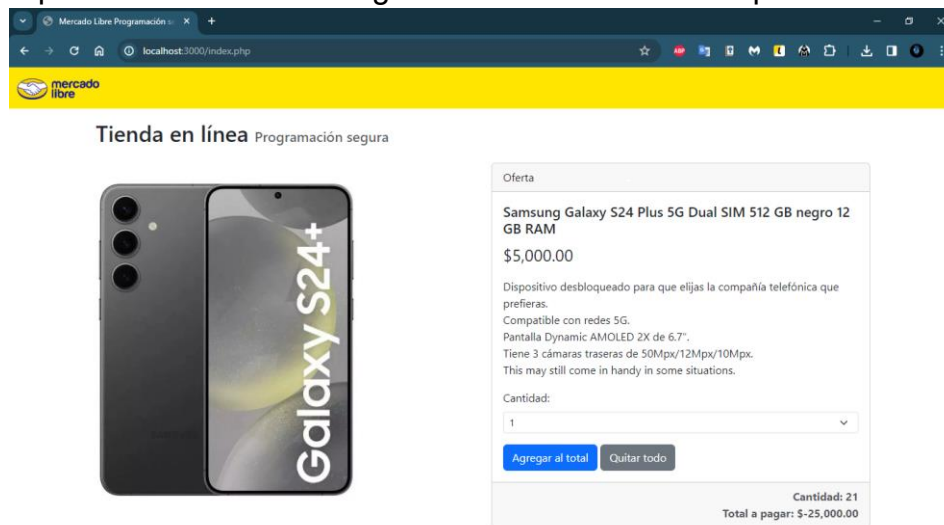 Mercado Libre Programación s
localhost:3000/index.php
mercado
libre
Tienda en línea Programación segura
Galaxy S24+
Oferta
Samsung Galaxy S24 Plus 5G Dual SIM 512 GB negro 12
GB RAM
$5,000.00
Dispositivo desbloqueado para que elijas la compañía telefónica que
prefieras.
Compatible con redes 5G.
Pantalla Dynamic AMOLED 2X de 6.7".
Tiene 3 cámaras traseras de 50Mpx/12Mpx/10Mpx.
This may still come in handy in some situations.
Cantidad:
1
Agregar al total
Quitar todo
Cantidad: 21
Total a pagar: $-25,000.00